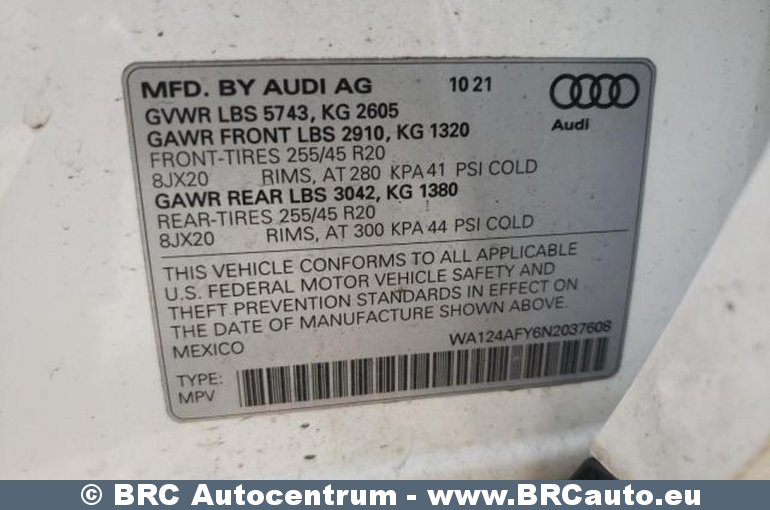 MFD. BY AUDI AG 10 21
GVWR LBS 5743, KG 2605
GAWR FRONT LBS 2910, KG 1320
Audi
FRONT-TIRES 255/45 R20
8JX20 RIMS, AT 280 KPA 41 PSI COLD
GAWR REAR LBS 3042, KG 1380
REAR-TIRES 255/45 R20
8JX20 RIMS, AT 300 KPA 44 PSI COLD
THIS VEHICLE CONFORMS TO ALL APPLICABLE
U.S. FEDERAL MOTOR VEHICLE SAFETY AND
THEFT PREVENTION STANDARDS IN EFFECT ON
THE DATE OF MANUFACTURE SHOWN ABOVE.
MEXICO WA124AFY6N2037608
TYPE:
MPV
© BRC Autocentrum - www.BRCauto.eu